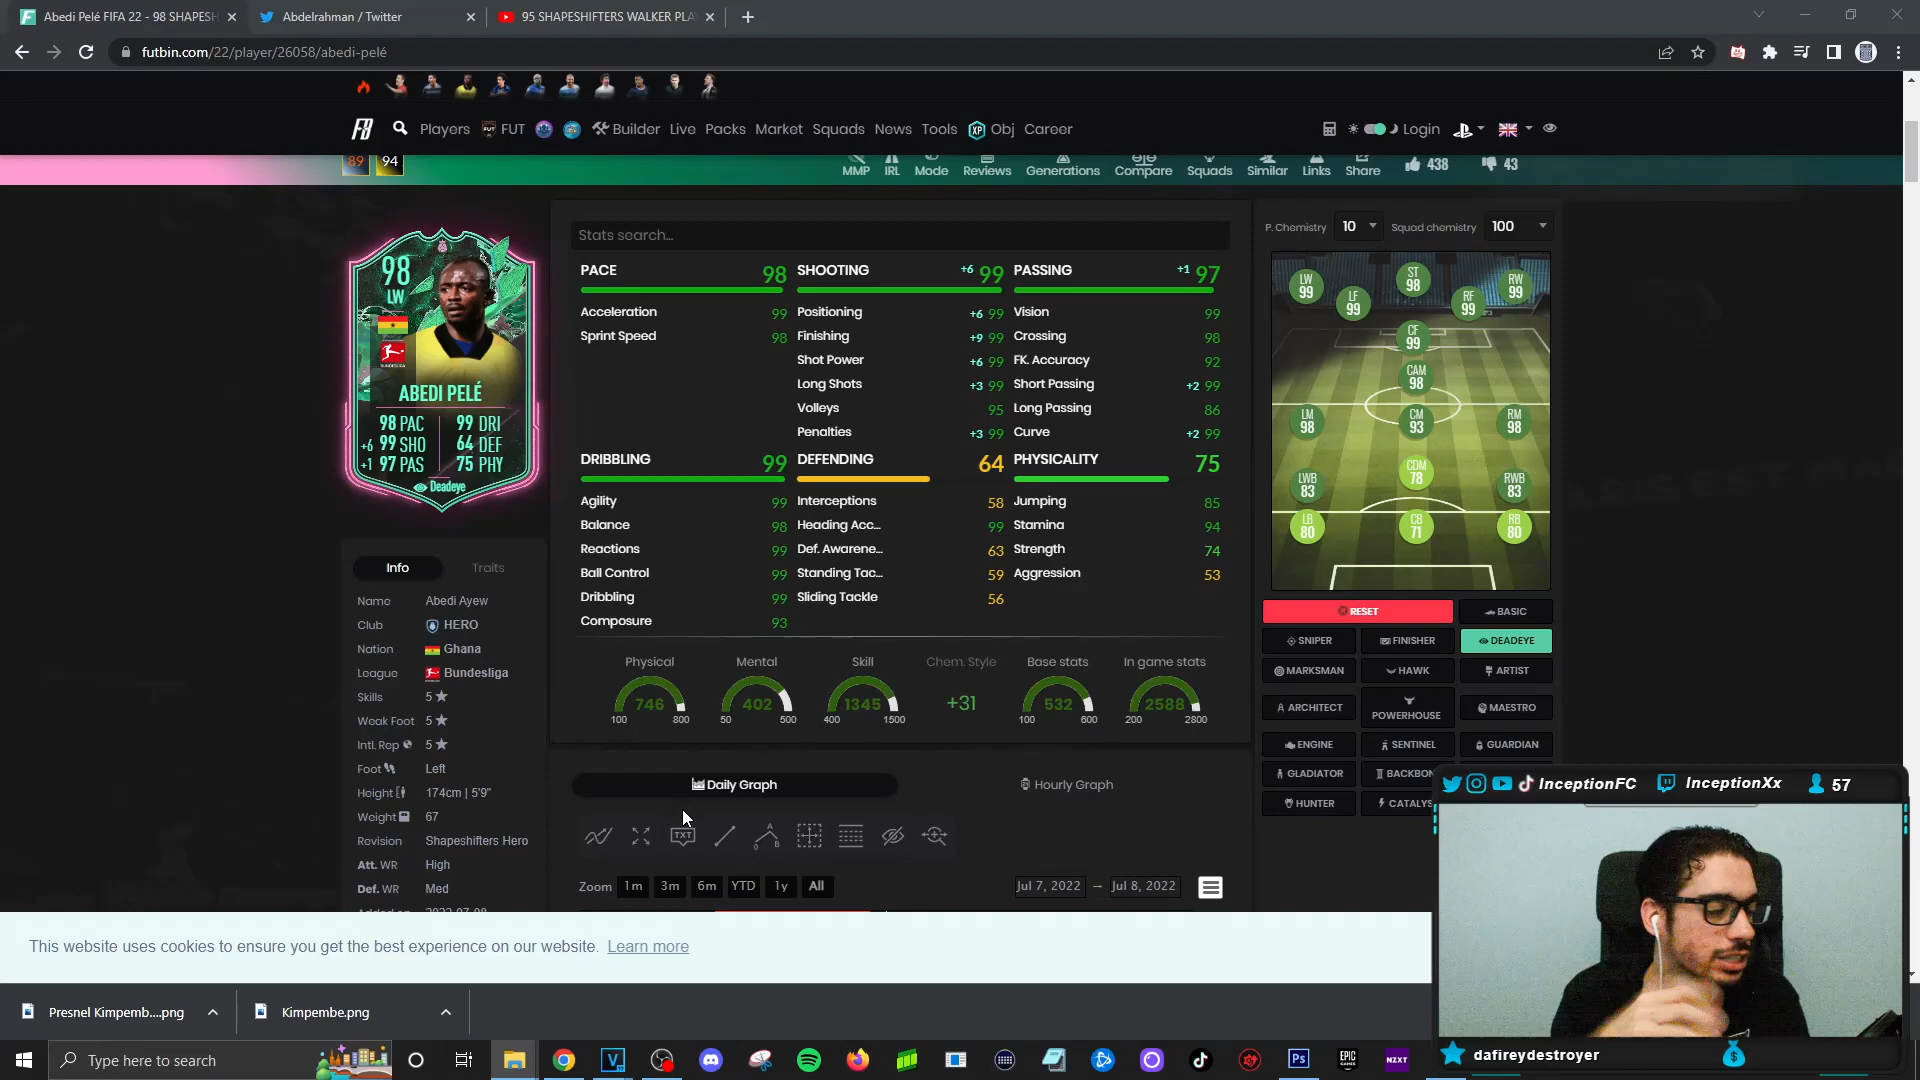 Abedi Pelé FIFA 22 - 98 SHAPESH
Abdelrahman / Twitter
95 SHAPESHIFTERS WALKER PLA
futbin.com/22/player/26058/abedi-pelé
Players FUT Builder Live Packs Market Squads News Tools XP Obj Career
Login
89 94
MMP IRL Mode Reviews Generations Compare Squads Similar Links Share 438 43
98
LW
ABEDI PELÉ
98 PAC 99 DRI
+6 99 SHO 64 DEF
+1 97 PAS 75 PHY
Deadeye
Stats search...
PACE 98 SHOOTING +6 99 PASSING +1 97
Acceleration 99 Positioning +6 99 Vision 99
Sprint Speed 98 Finishing +9 99 Crossing 98
Shot Power +6 99 FK. Accuracy 92
Long Shots +3 99 Short Passing +2 99
Volleys 95 Long Passing 86
Penalties +3 99 Curve +2 99
DRIBBLING 99 DEFENDING 64 PHYSICALITY 75
Agility 99 Interceptions 58 Jumping 85
Balance 98 Heading Acc... 99 Stamina 94
Reactions 99 Def. Awarene... 63 Strength 74
Ball Control 99 Standing Tac... 59 Aggression 53
Dribbling 99 Sliding Tackle 56
Composure 93
Physical Mental Skill Chem. Style Base stats In game stats
746 402 1345 +31 532 2588
100 800 50 500 400 1500 100 600 200 2800
Info Traits
Name Abedi Ayew
Club HERO
Nation Ghana
League Bundesliga
Skills 5
Weak Foot 5
Intl. Rep 5
Foot Left
Height 174cm | 5'9"
Weight 67
Revision Shapeshifters Hero
Att. WR High
Def. WR Med
Daily Graph Hourly Graph
TXT
Zoom 1m 3m 6m YTD 1y All Jul 7, 2022 → Jul 8, 2022
P. Chemistry 10 Squad chemistry 100
LW 99
ST 98
RW 99
LF 99
RF 99
CF 99
CAM 98
LM 98
CM 93
RM 98
LWB 83
CDM 78
RWB 83
LB 80
CB 71
RB 80
RESET BASIC
SNIPER FINISHER DEADEYE
MARKSMAN HAWK ARTIST
ARCHITECT POWERHOUSE MAESTRO
ENGINE SENTINEL GUARDIAN
GLADIATOR BACKBON
HUNTER CATALYS
InceptionFC InceptionXx 57
dafireydestroyer
This website uses cookies to ensure you get the best experience on our website. Learn more
Presnel Kimpemb....png Kimpembe.png
Type here to search